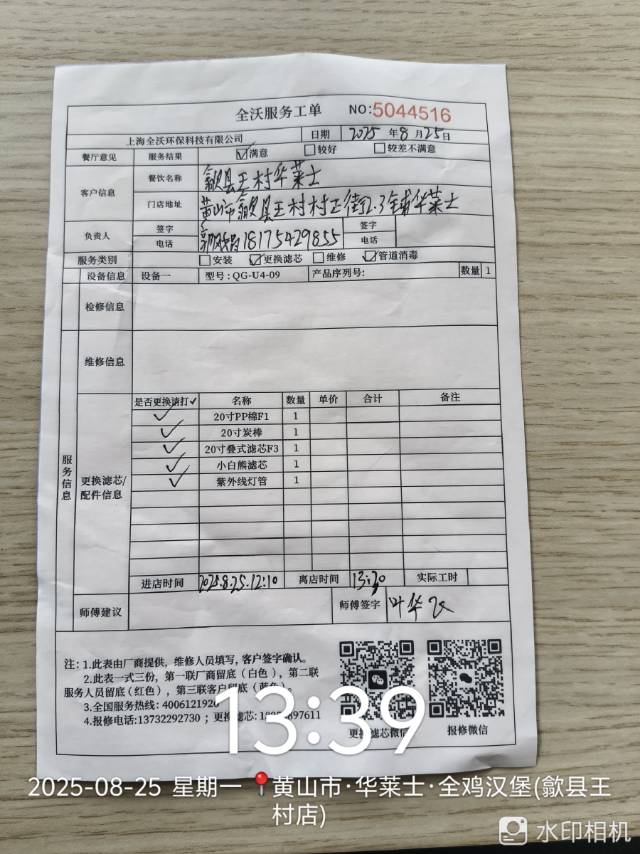 全沃服务工单 NO:5044516
上海全沃环保科技有限公司 日期 2025 年 8 月 25 日
餐厅意见 服务结果 ☑满意 □较好 □较差不满意
客户信息 餐饮名称 歙县王村华莱士
门店地址 黄山市歙县王村村正街 华莱士
负责人 签字 签字
电话 18175429855 电话
服务类别 □安装 ☑更换滤芯 □维修 ☑管道消毒
设备信息 设备一 型号:QG-U4-09 产品序列号: 数量 1
检修信息
维修信息
服务信息
更换滤芯/配件信息
是否更换请打✓ 名称 数量 单价 合计 备注
✓ 20寸PP棉F1 1
✓ 20寸炭棒 1
✓ 20寸叠式滤芯F3 1
✓ 小白熊滤芯 1
✓ 紫外线灯管 1
进店时间 2025.8.25.12:10 离店时间 13:30 实际工时
师傅建议 师傅签字 叶华
注:1.此表由厂商提供,维修人员填写,客户签字确认。
2.此表一式三份,第一联厂商留底(白色),第二联
服务人员留底(红色),第三联客户留底(蓝色)。
3.全国服务热线:400612192
4.报修电话:13732292730;更换滤芯: 97611
更换滤芯微信 报修微信
13:39
2025-08-25 星期一 黄山市·华莱士·全鸡汉堡(歙县王
村店)
水印相机